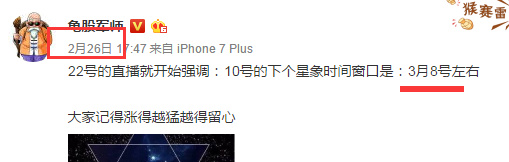 猴赛雷
龟股军师
2月26日 17:47 来自 iPhone 7 Plus
22号的直播就开始强调：10号的下个星象时间窗口是：3月8号左右
大家记得涨得越猛越得留心